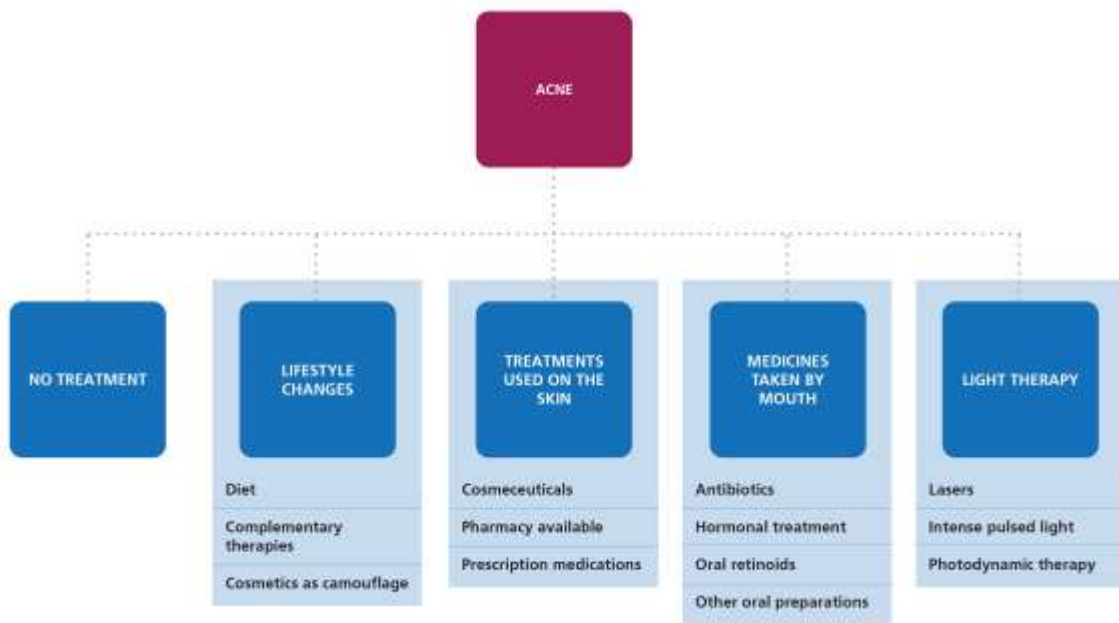 ACNE
NO TREATMENT
LIFESTYLE
CHANGES
Diet
Complementary
therapies
Cosmetics as camouflage
TREATMENTS
USED ON THE
SKIN
Cosmeceuticals
Pharmacy available
Prescription medications
MEDICINES
TAKEN BY
MOUTH
Antibiotics
Hormonal treatment
Oral retinoids
Other oral preparations
LIGHT THERAPY
Lasers
Intense pulsed light
Photodynamic therapy